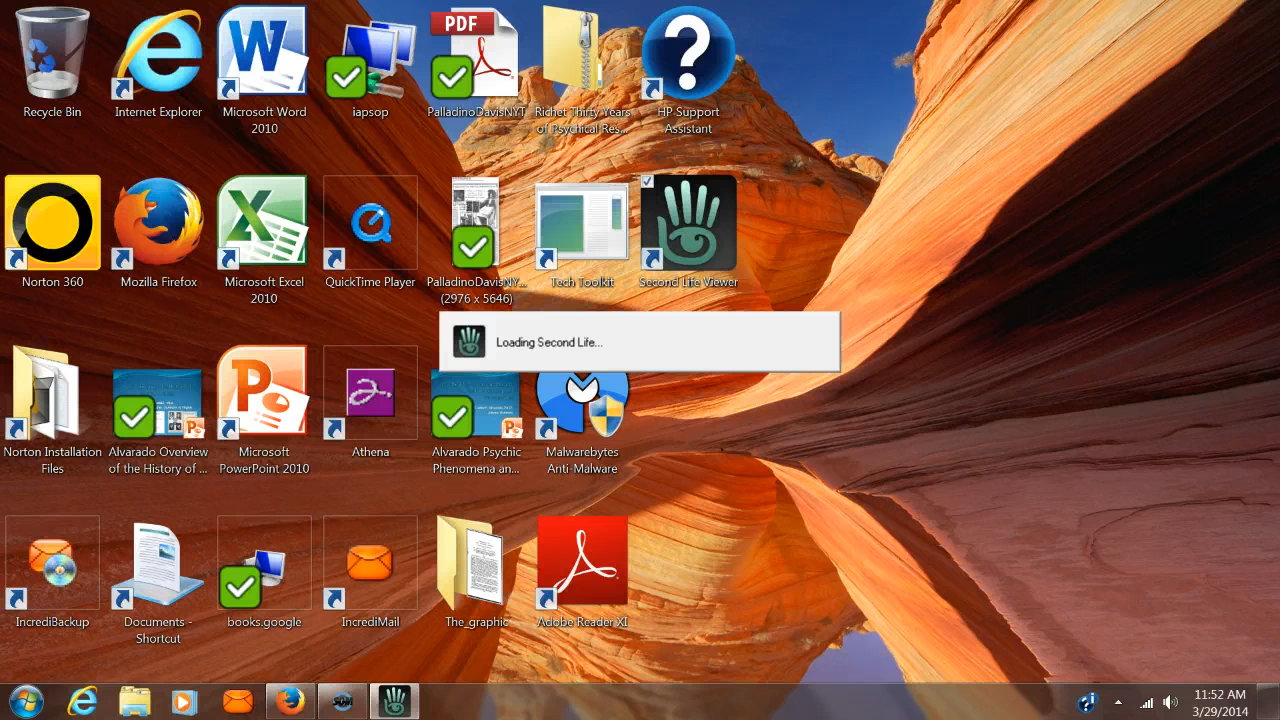 Recycle Bin
Internet Explorer
Microsoft Word
2010
iapsop
PDF
PalladinoDavisNYT
Richet Thirty Years
of Psychical Res...
HP Support
Assistant
Norton 360
Mozilla Firefox
Microsoft Excel
2010
QuickTime Player
PalladinoDavisNY...
(2976 x 5646)
Tech Toolkit
Second Life Viewer
Loading Second Life...
Norton Installation
Files
Alvarado Overview
of the History of ...
Microsoft
PowerPoint 2010
Athena
Alvarado Psychic
Phenomena an...
Malwarebytes
Anti-Malware
IncrediBackup
Documents -
Shortcut
books.google
IncrediMail
The_graphic
Adobe Reader XI
11:52 AM
3/29/2014